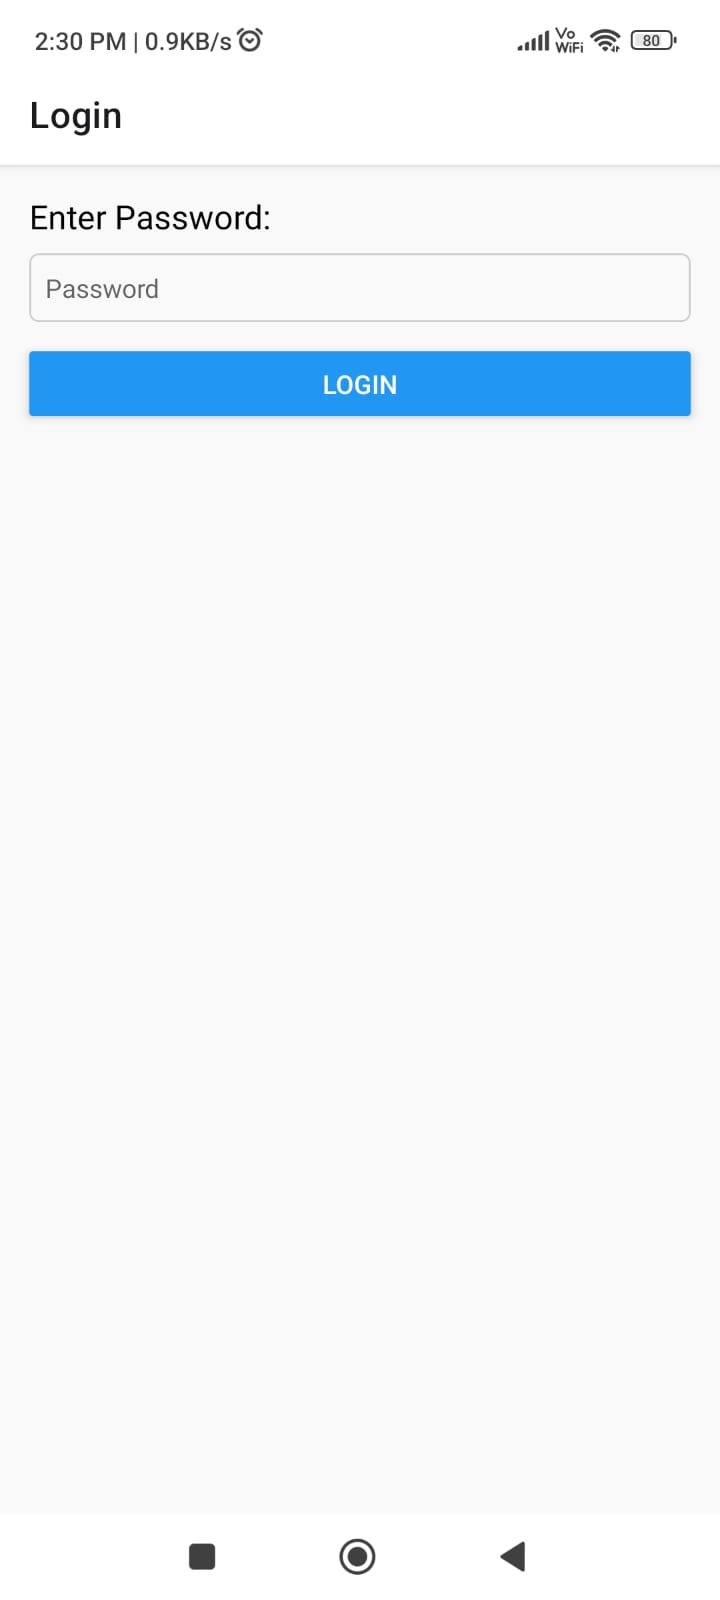 2:30 PM | 0.9KB/s Vo WiFi 80
Login
Enter Password:
Password
LOGIN